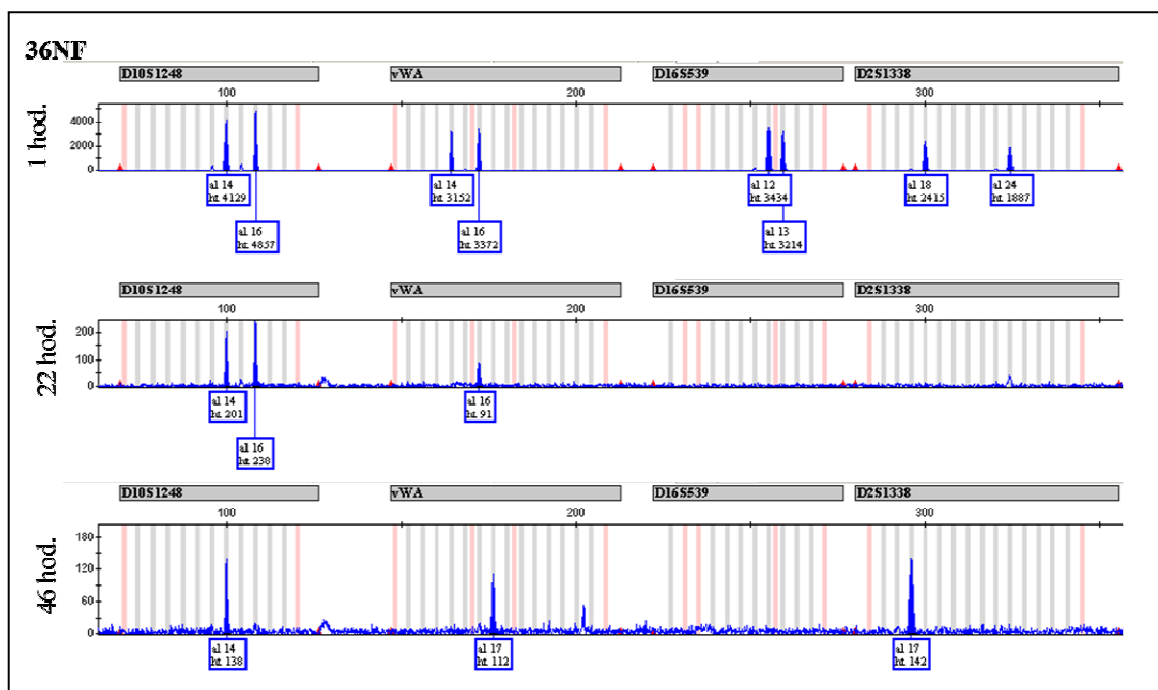 36NF
1 hod.
D10S1248 vWA D16S539 D2S1338
100 200 300
4000
2000
0
al 14
ht 4129
al 16
ht 4857
al 14
ht 3152
al 16
ht 3372
al 12
ht 3434
al 13
ht 3214
al 18
ht 2415
al 24
ht 1887
22 hod.
D10S1248 vWA D16S539 D2S1338
100 200 300
200
100
0
al 14
ht 201
al 16
ht 238
al 16
ht 91
46 hod.
D10S1248 vWA D16S539 D2S1338
100 200 300
180
120
60
0
al 14
ht 138
al 17
ht 112
al 17
ht 142